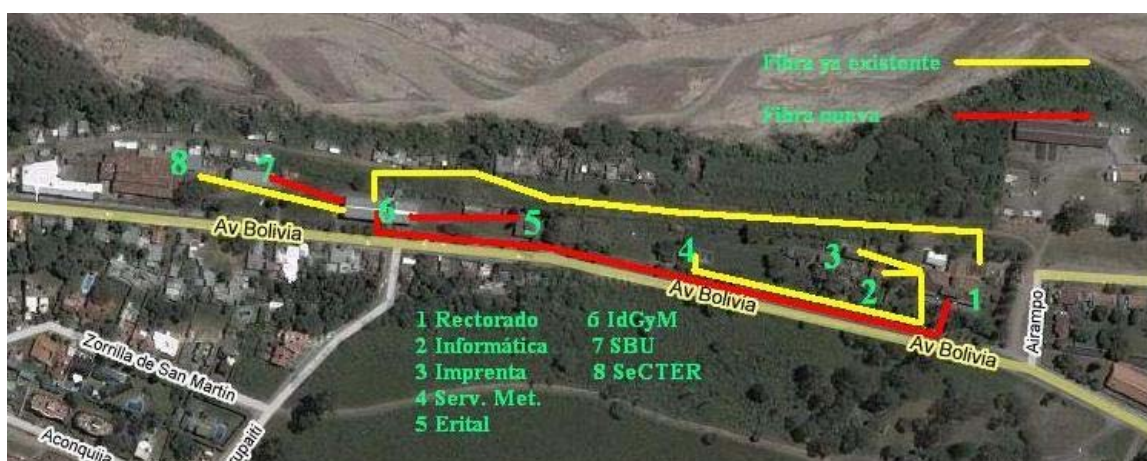 Fibra ya existente
Fibra nueva
8
7
6
5
4
3
2
1
Av Bolivia
Av Bolivia
Av Bolivia
Airampo
Zorrilla de San Martín
Aconquija
upaiti
1 Rectorado
2 Informática
3 Imprenta
4 Serv. Met.
5 Erital
6 IdGyM
7 SBU
8 SeCTER